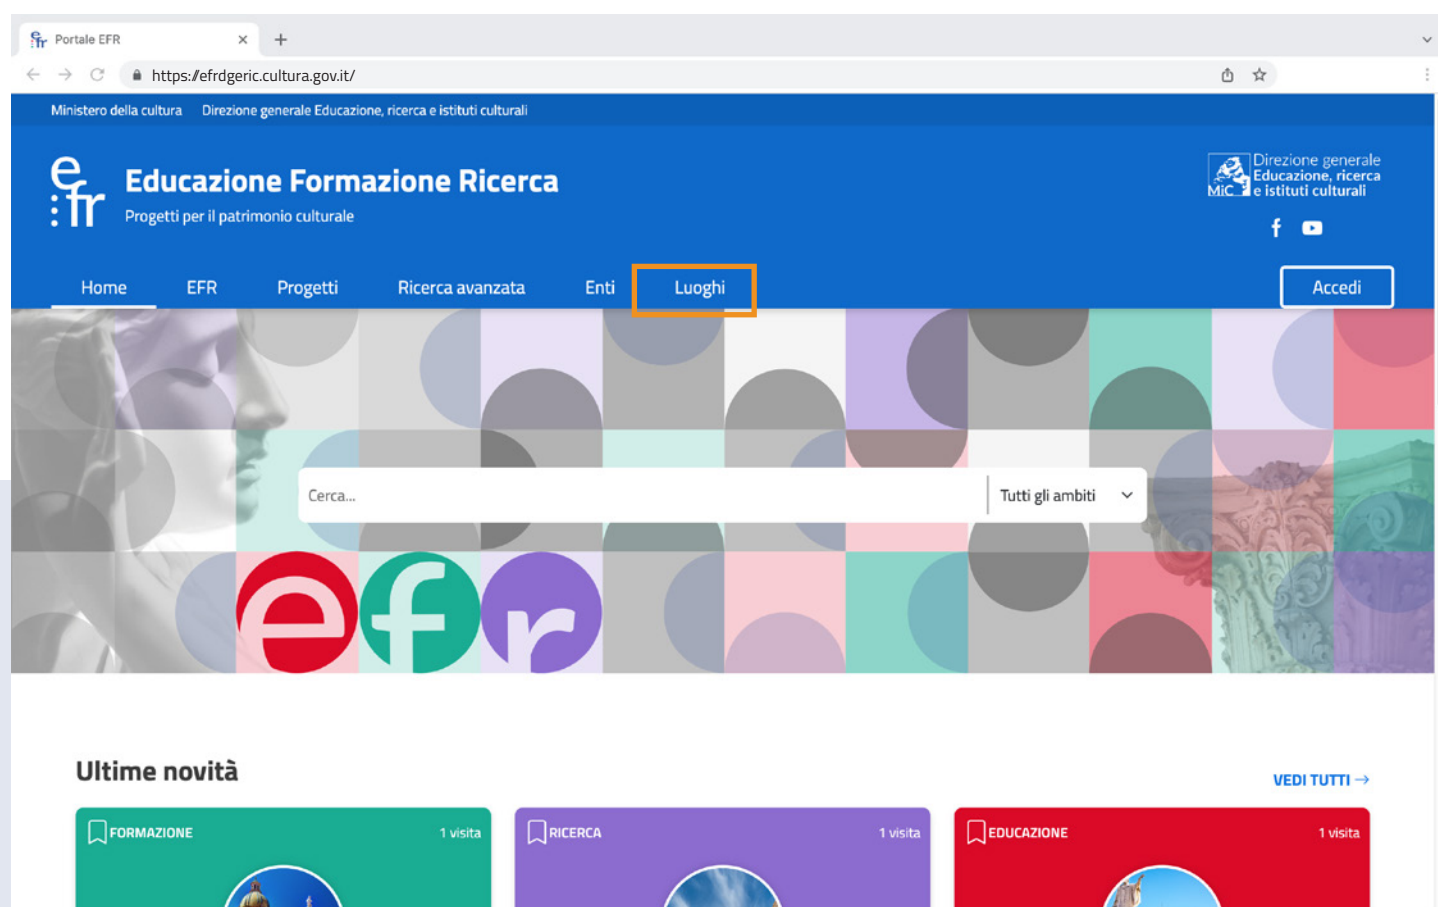 Portale EFR
https://efrdgeric.cultura.gov.it/
Ministero della cultura Direzione generale Educazione, ricerca e istituti culturali
e
fr
Educazione Formazione Ricerca
Progetti per il patrimonio culturale
MiC
Direzione generale
Educazione, ricerca
e istituti culturali
Home EFR Progetti Ricerca avanzata Enti Luoghi Accedi
Cerca... Tutti gli ambiti
efr
Ultime novità
VEDI TUTTI →
FORMAZIONE 1 visita
RICERCA 1 visita
EDUCAZIONE 1 visita